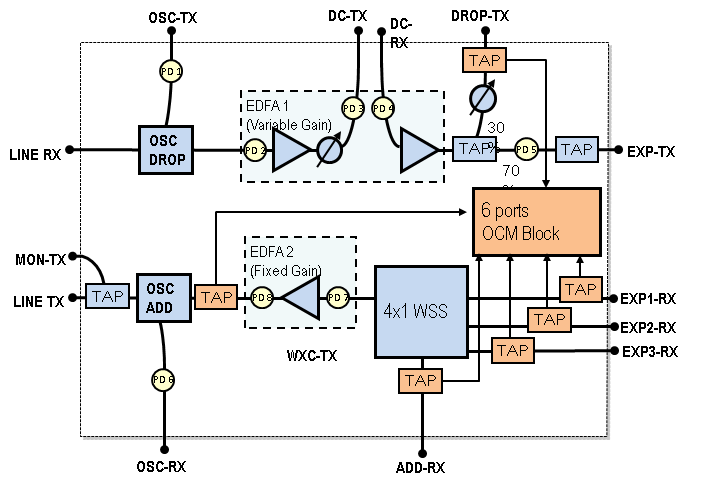 OSC-TX
DC-TX
DC-
RX
DROP-TX
TAP
PD1
EDFA 1
(Variable Gain)
PD 3
PD 4
30
%
LINE RX
OSC
DROP
PD 2
TAP
PD 5
TAP
EXP-TX
70
%
6 ports
OCM Block
MON-TX
EDFA 2
(Fixed Gain)
LINE TX
TAP
OSC
ADD
TAP
PD 8
PD 7
4x1 WSS
TAP
EXP1-RX
TAP
EXP2-RX
TAP
EXP3-RX
WXC-TX
PD 6
TAP
OSC-RX
ADD-RX